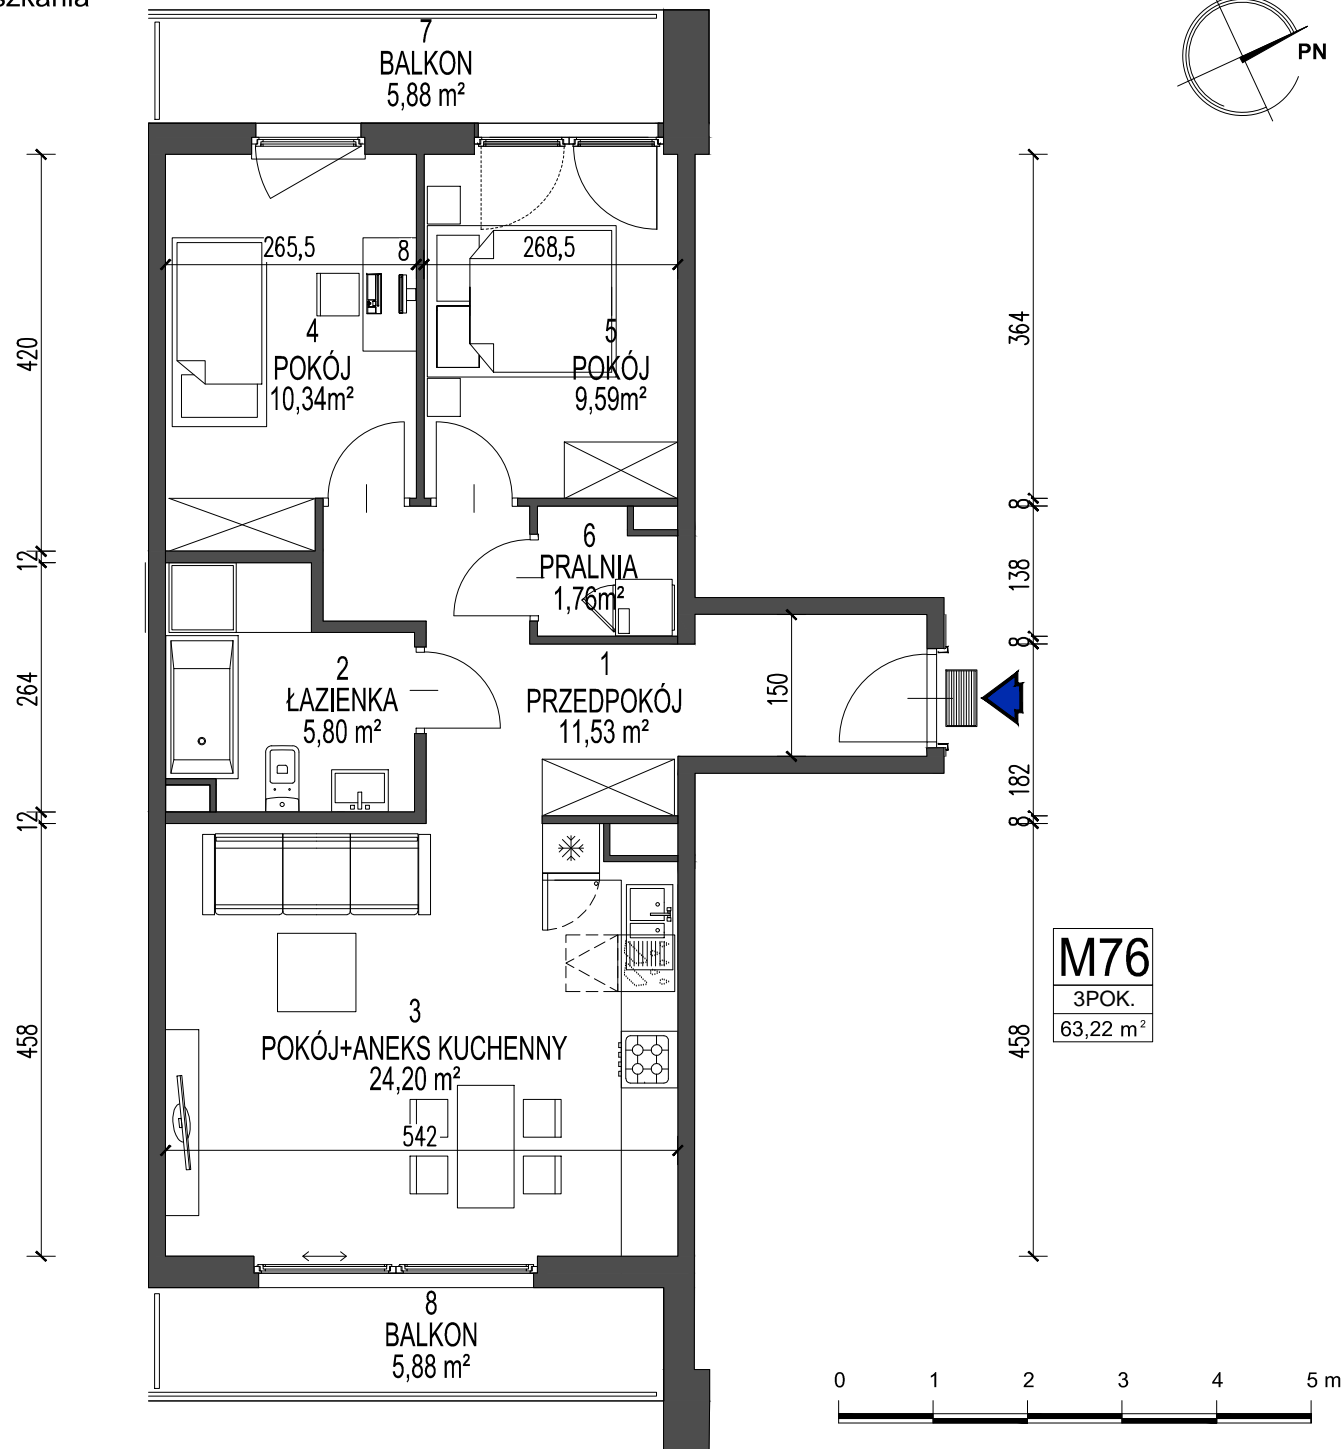 7
BALKON
5,88 m²
PN
265,5
8
268,5
4
POKÓJ
10,34m²
5
POKÓJ
9,59m²
420
364
8
12
6
PRALNIA
1,76m²
138
8
264
2
ŁAZIENKA
5,80 m²
1
PRZEDPOKÓJ
11,53 m²
150
182
8
12
3
POKÓJ+ANEKS KUCHENNY
24,20 m²
458
458
542
M76
3POK.
63,22 m²
8
BALKON
5,88 m²
0 1 2 3 4 5 m